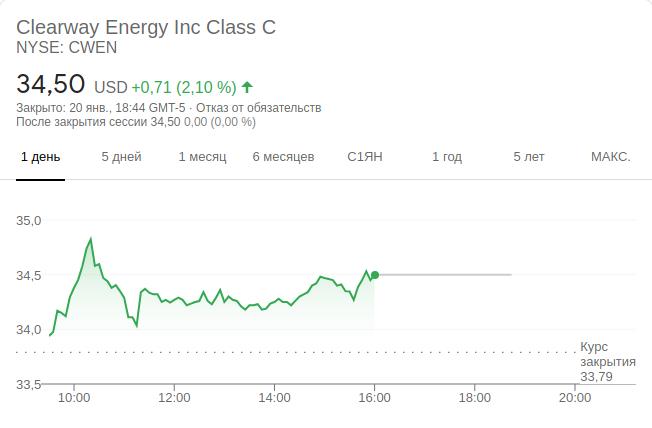 Clearway Energy Inc Class C
NYSE: CWEN
34,50 USD +0,71 (2,10 %)
Закрыто: 20 янв., 18:44 GMT-5 · Отказ от обязательств
После закрытия сессии 34,50 0,00 (0,00 %)
1 день 5 дней 1 месяц 6 месяцев С1ЯН 1 год 5 лет МАКС.
35,0
34,5
34,0
Курс
закрытия
33,79
33,5
10:00 12:00 14:00 16:00 18:00 20:00